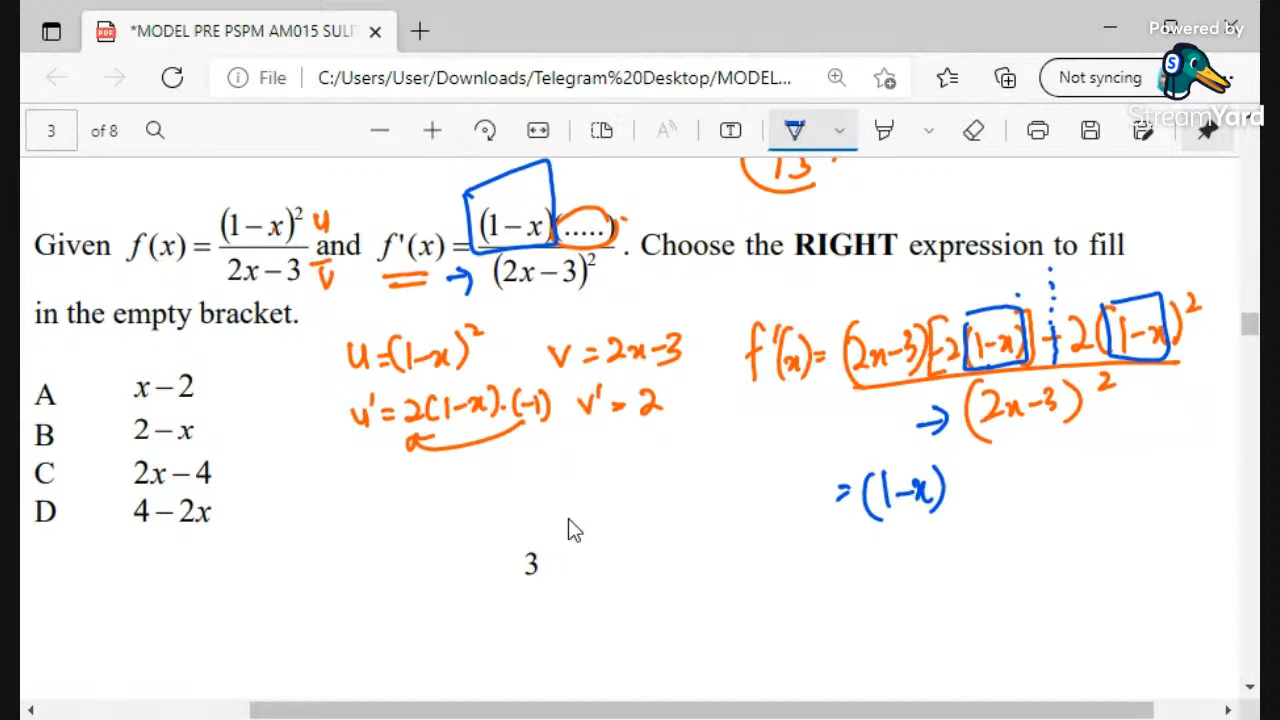 *MODEL PRE PSPM AM015 SULI
Powered by
File C:/Users/User/Downloads/Telegram%20Desktop/MODEL... Not syncing
StreamYard
3 of 8
13
Given f(x) = (1−x)²/(2x−3) and f'(x) = (1−x)(.....)/(2x−3)². Choose the RIGHT expression to fill
u
v
in the empty bracket.
u = (1-x)² v = 2x-3 f'(x) = (2x-3)[-2(1-x)] - 2(1-x)²
A x − 2
u' = 2(1-x)·(-1) v' = 2 → (2x-3)²
B 2 − x
C 2x − 4
= (1-x)
D 4 − 2x
3